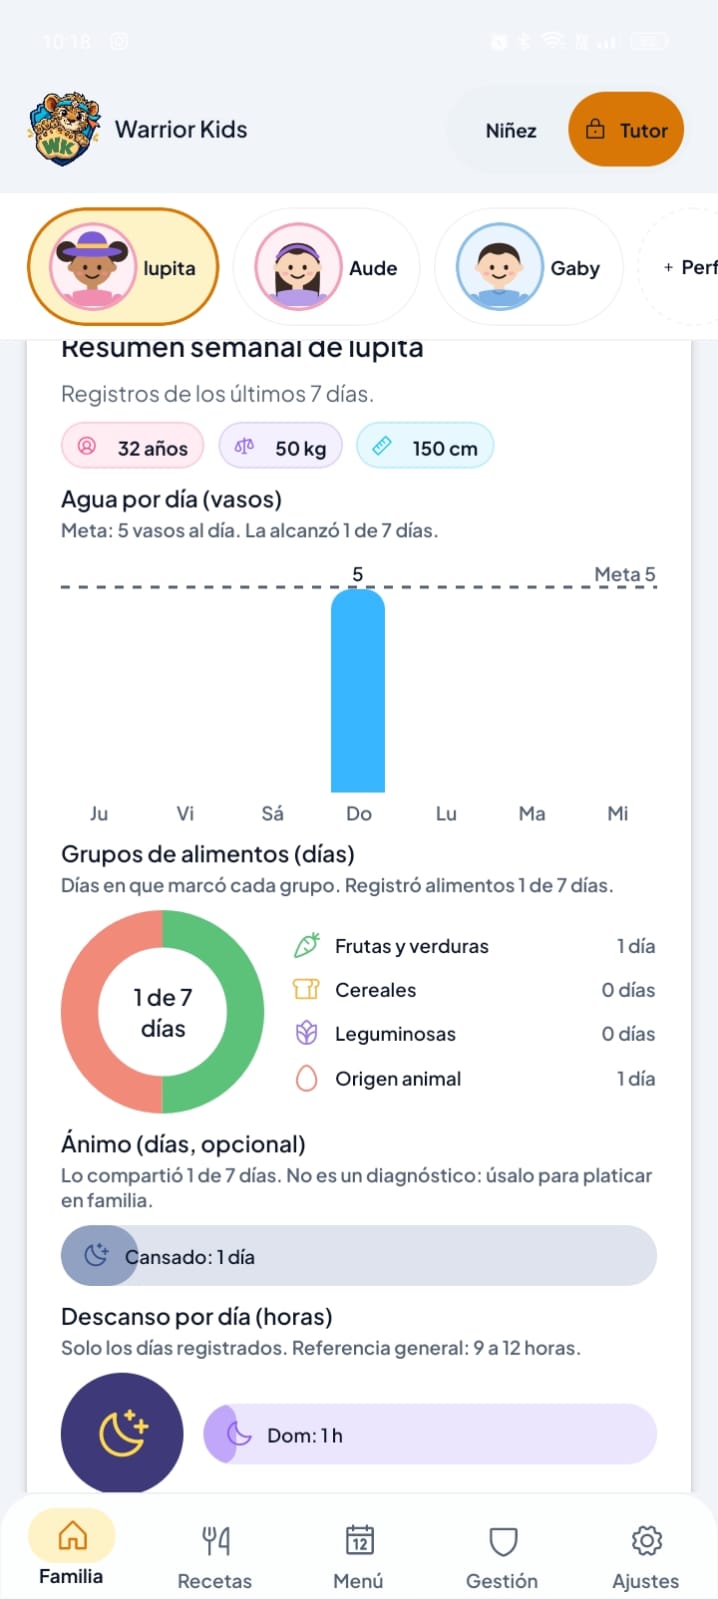 10:18
Warrior Kids
WK
Niñez
Tutor
lupita
Aude
Gaby
+ Perf
Resumen semanal de lupita
Registros de los últimos 7 días.
32 años
50 kg
150 cm
Agua por día (vasos)
Meta: 5 vasos al día. La alcanzó 1 de 7 días.
5
Meta 5
Ju
Vi
Sá
Do
Lu
Ma
Mi
Grupos de alimentos (días)
Días en que marcó cada grupo. Registró alimentos 1 de 7 días.
1 de 7
días
Frutas y verduras 1 día
Cereales 0 días
Leguminosas 0 días
Origen animal 1 día
Ánimo (días, opcional)
Lo compartió 1 de 7 días. No es un diagnóstico: úsalo para platicar
en familia.
Cansado: 1 día
Descanso por día (horas)
Solo los días registrados. Referencia general: 9 a 12 horas.
Dom: 1 h
12
Familia
Recetas
Menú
Gestión
Ajustes